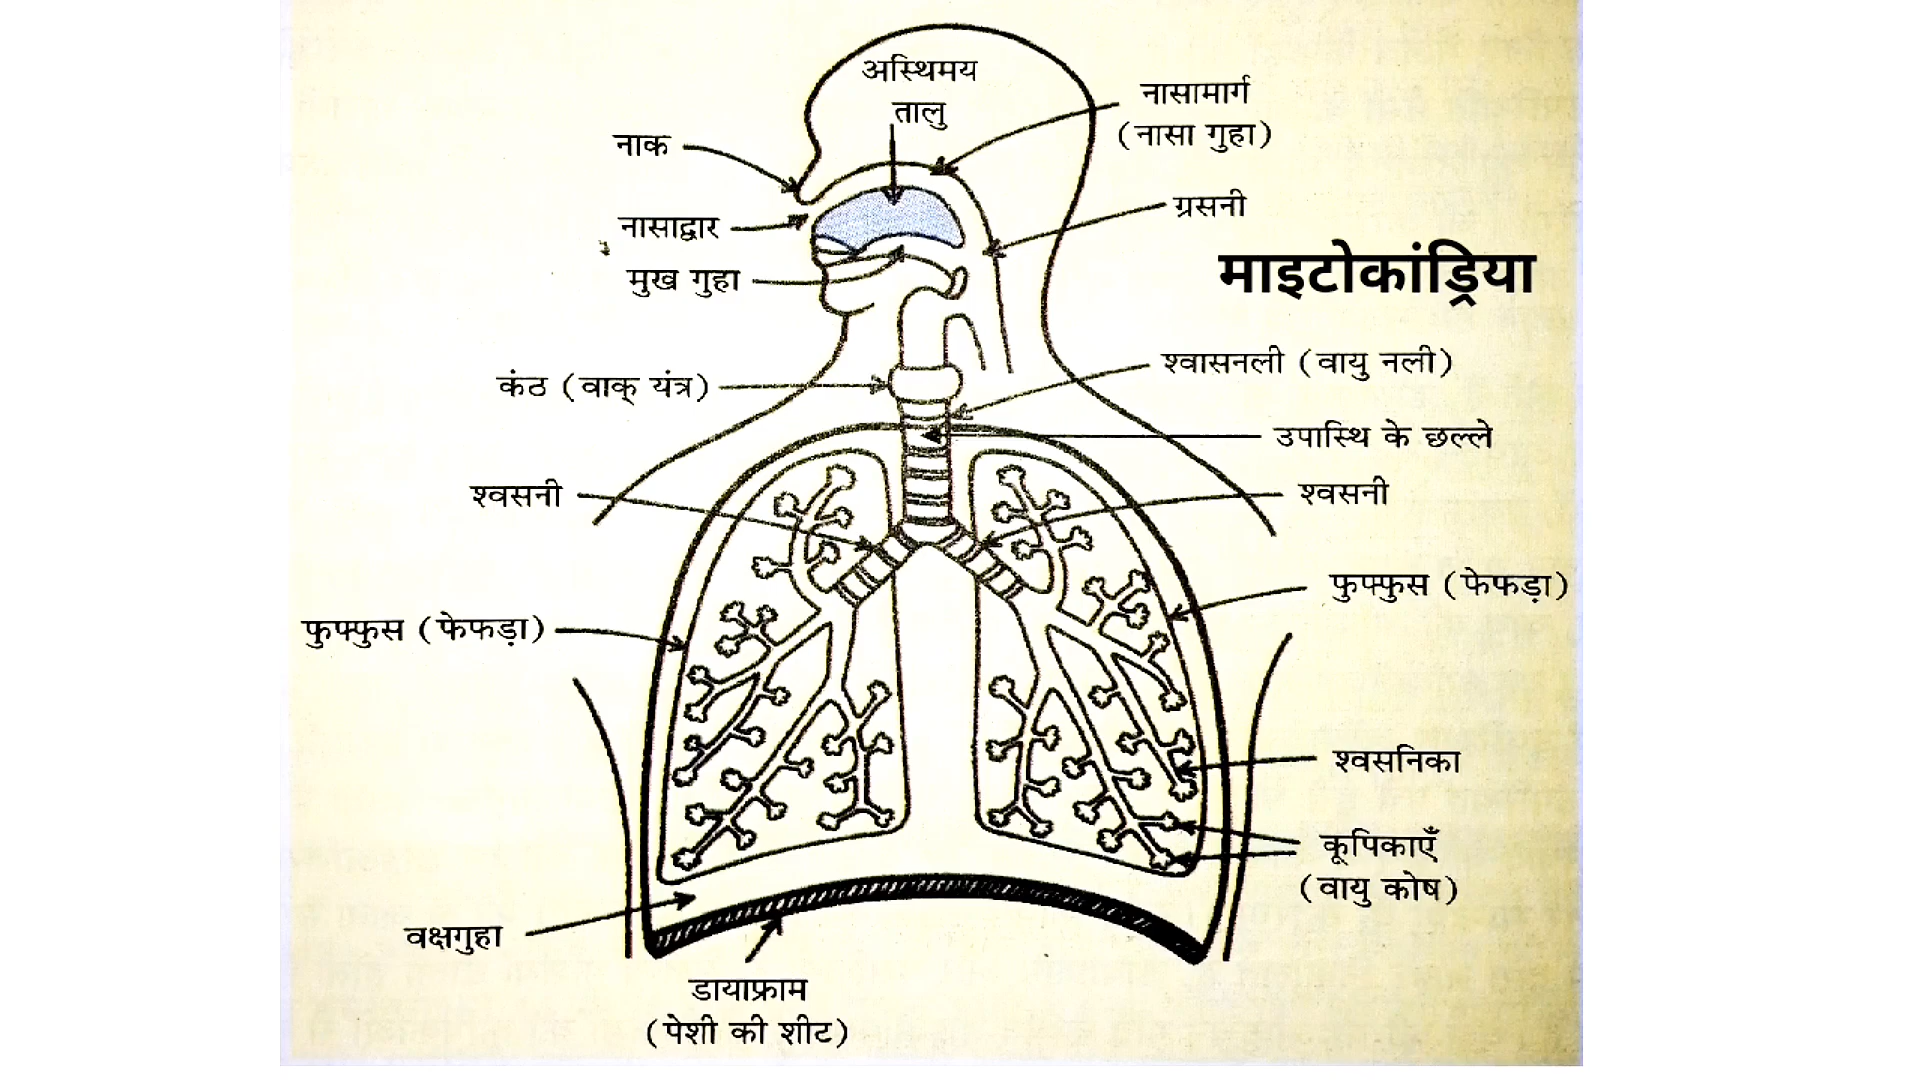 अस्थिमय
तालु
नासामार्ग
(नासा गुहा)
नाक
ग्रसनी
नासाद्वार
माइटोकांड्रिया
मुख गुहा
श्वासनली (वायु नली)
कंठ (वाक् यंत्र)
उपास्थि के छल्ले
श्वसनी
श्वसनी
फुफ्फुस (फेफड़ा)
फुफ्फुस (फेफड़ा)
श्वसनिका
कूपिकाएँ
(वायु कोष)
वक्षगुहा
डायाफ्राम
(पेशी की शीट)